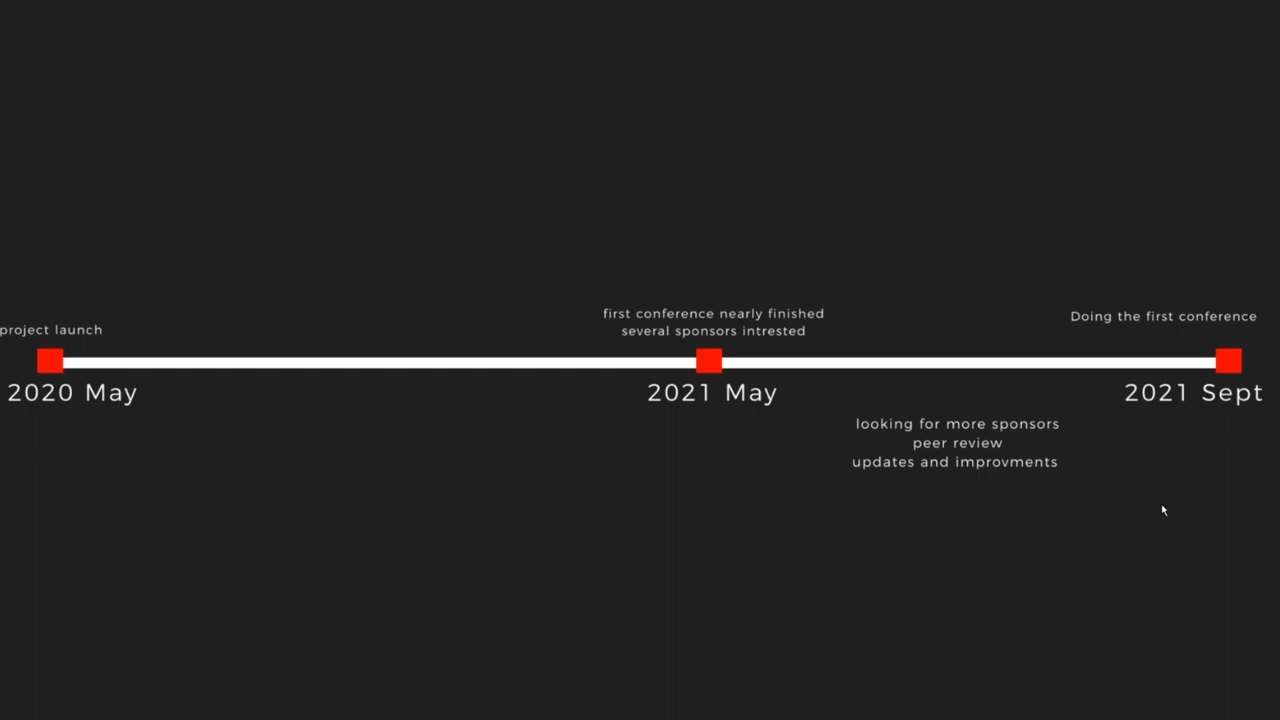 project launch
2020 May
first conference nearly finished
several sponsors intrested
2021 May
looking for more sponsors
peer review
updates and improvments
Doing the first conference
2021 Sept